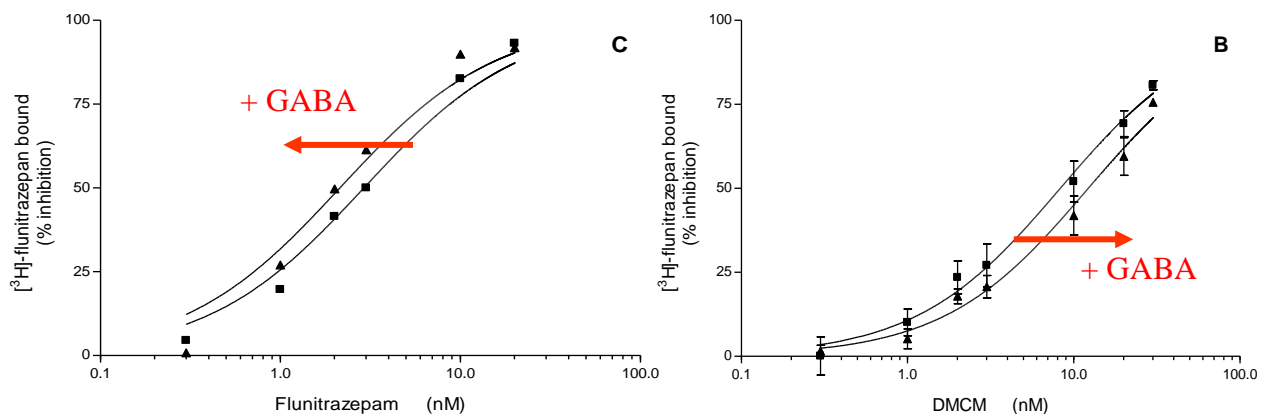 C
100
75
50
25
0
+ GABA
[³H]-flunitrazepan bound
(% inhibition)
0.1
1.0
10.0
100.0
Flunitrazepam (nM)
B
100
75
50
25
0
+ GABA
[³H]-flunitrazepan bound
(% inhibition)
0.1
1.0
10.0
100.0
DMCM (nM)